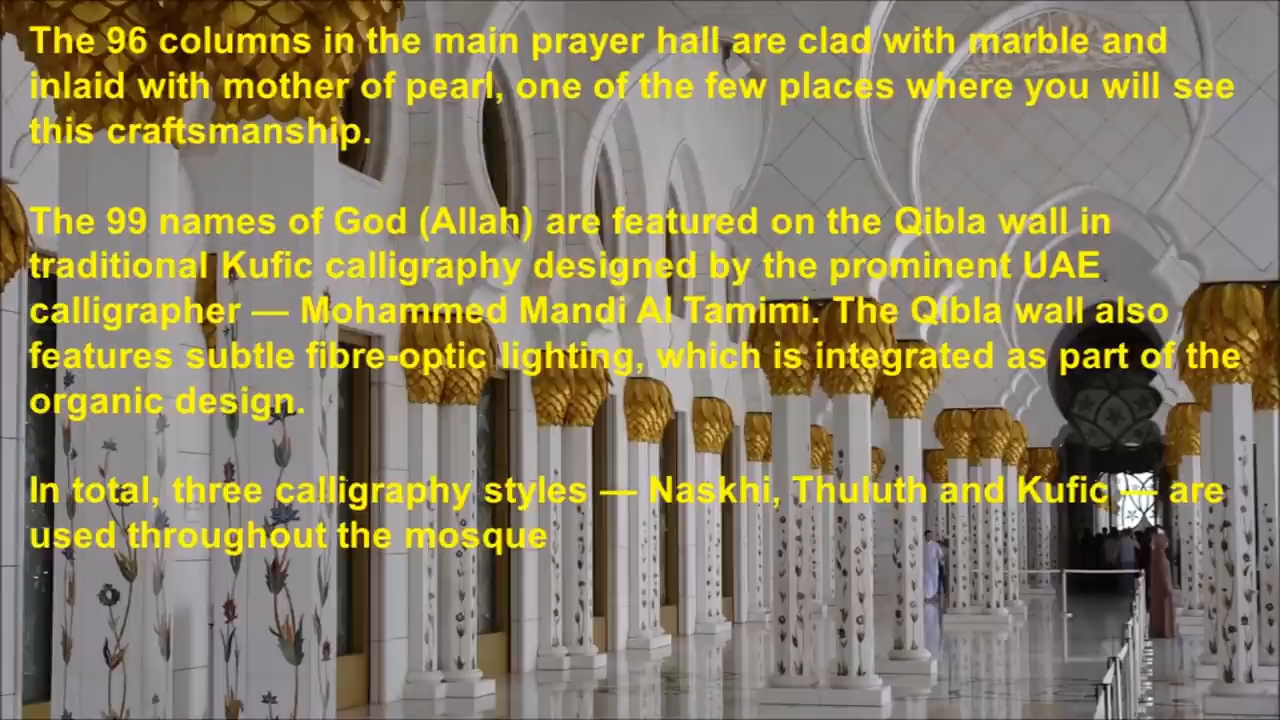 The 96 columns in the main prayer hall are clad with marble and
inlaid with mother of pearl, one of the few places where you will see
this craftsmanship.
The 99 names of God (Allah) are featured on the Qibla wall in
traditional Kufic calligraphy designed by the prominent UAE
calligrapher — Mohammed Mandi Al Tamimi. The Qibla wall also
features subtle fibre-optic lighting, which is integrated as part of the
organic design.
In total, three calligraphy styles — Naskhi, Thuluth and Kufic — are
used throughout the mosque